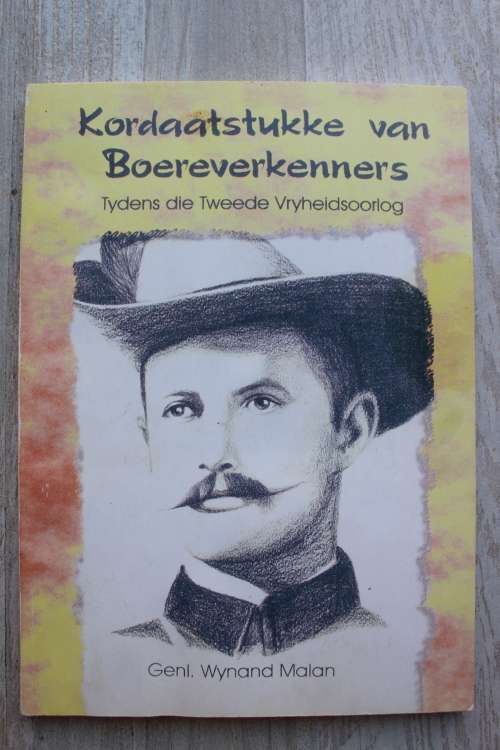 Kordaatstukke van
Boereverkenners
Tydens die Tweede Vryheidsoorlog
Genl. Wynand Malan